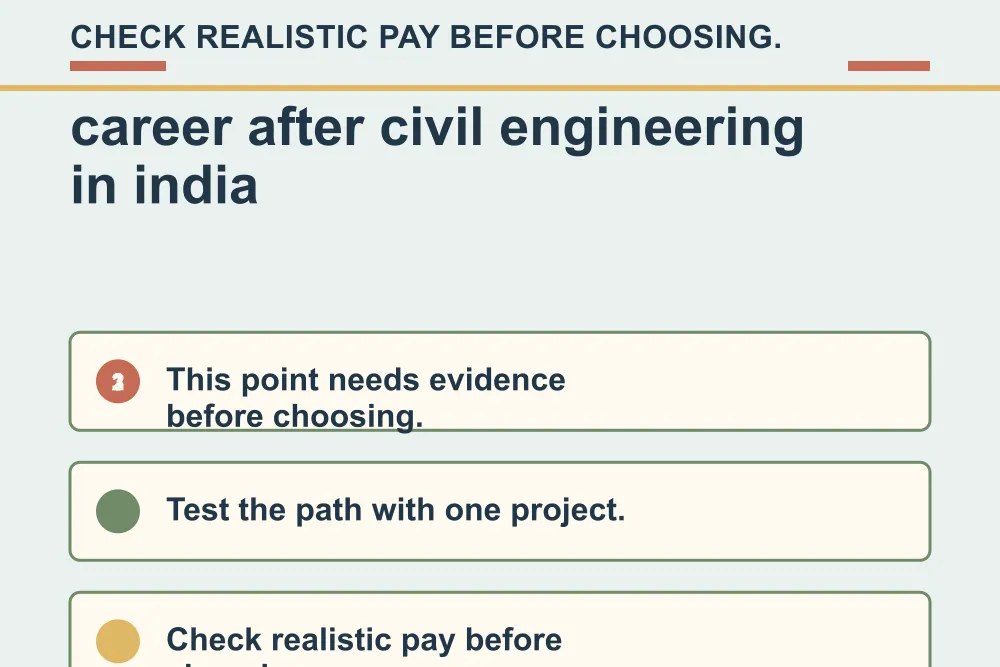 CHECK REALISTIC PAY BEFORE CHOOSING.
career after civil engineering
in india
This point needs evidence
before choosing.
Test the path with one project.
Check realistic pay before